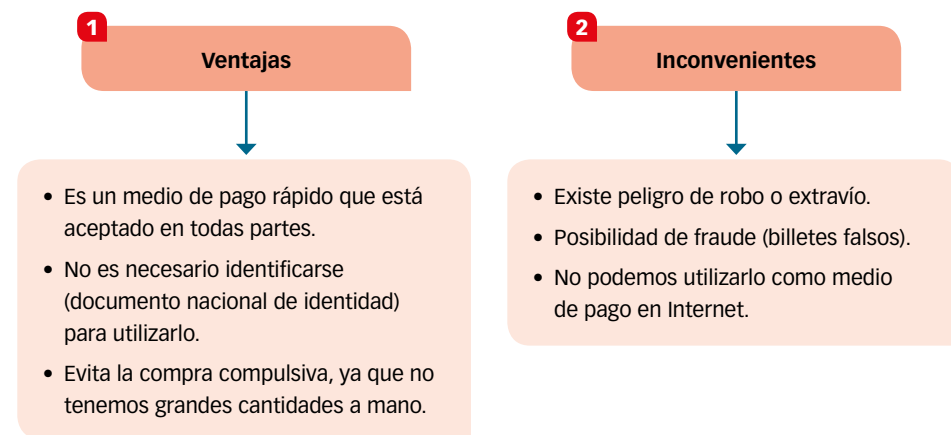 1
Ventajas
• Es un medio de pago rápido que está
aceptado en todas partes.
• No es necesario identificarse
(documento nacional de identidad)
para utilizarlo.
• Evita la compra compulsiva, ya que no
tenemos grandes cantidades a mano.
2
Inconvenientes
• Existe peligro de robo o extravío.
• Posibilidad de fraude (billetes falsos).
• No podemos utilizarlo como medio
de pago en Internet.